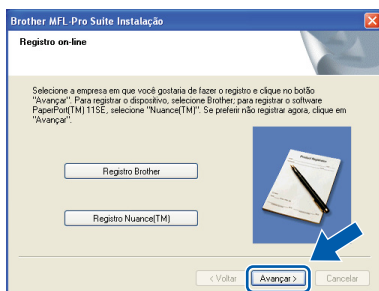 Brother MFL-Pro Suite Instalação
Registro on-line
Selecione a empresa em que você gostaria de fazer o registro e clique no botão
"Avançar". Para registrar o dispositivo, selecione Brother; para registrar o software
PaperPort(TM) 11SE, selecione "Nuance(TM)". Se preferir não registrar agora, clique em
"Avançar".
Registro Brother
Product Registration
Registro Nuance(TM)
< Voltar
Avançar >
Cancelar